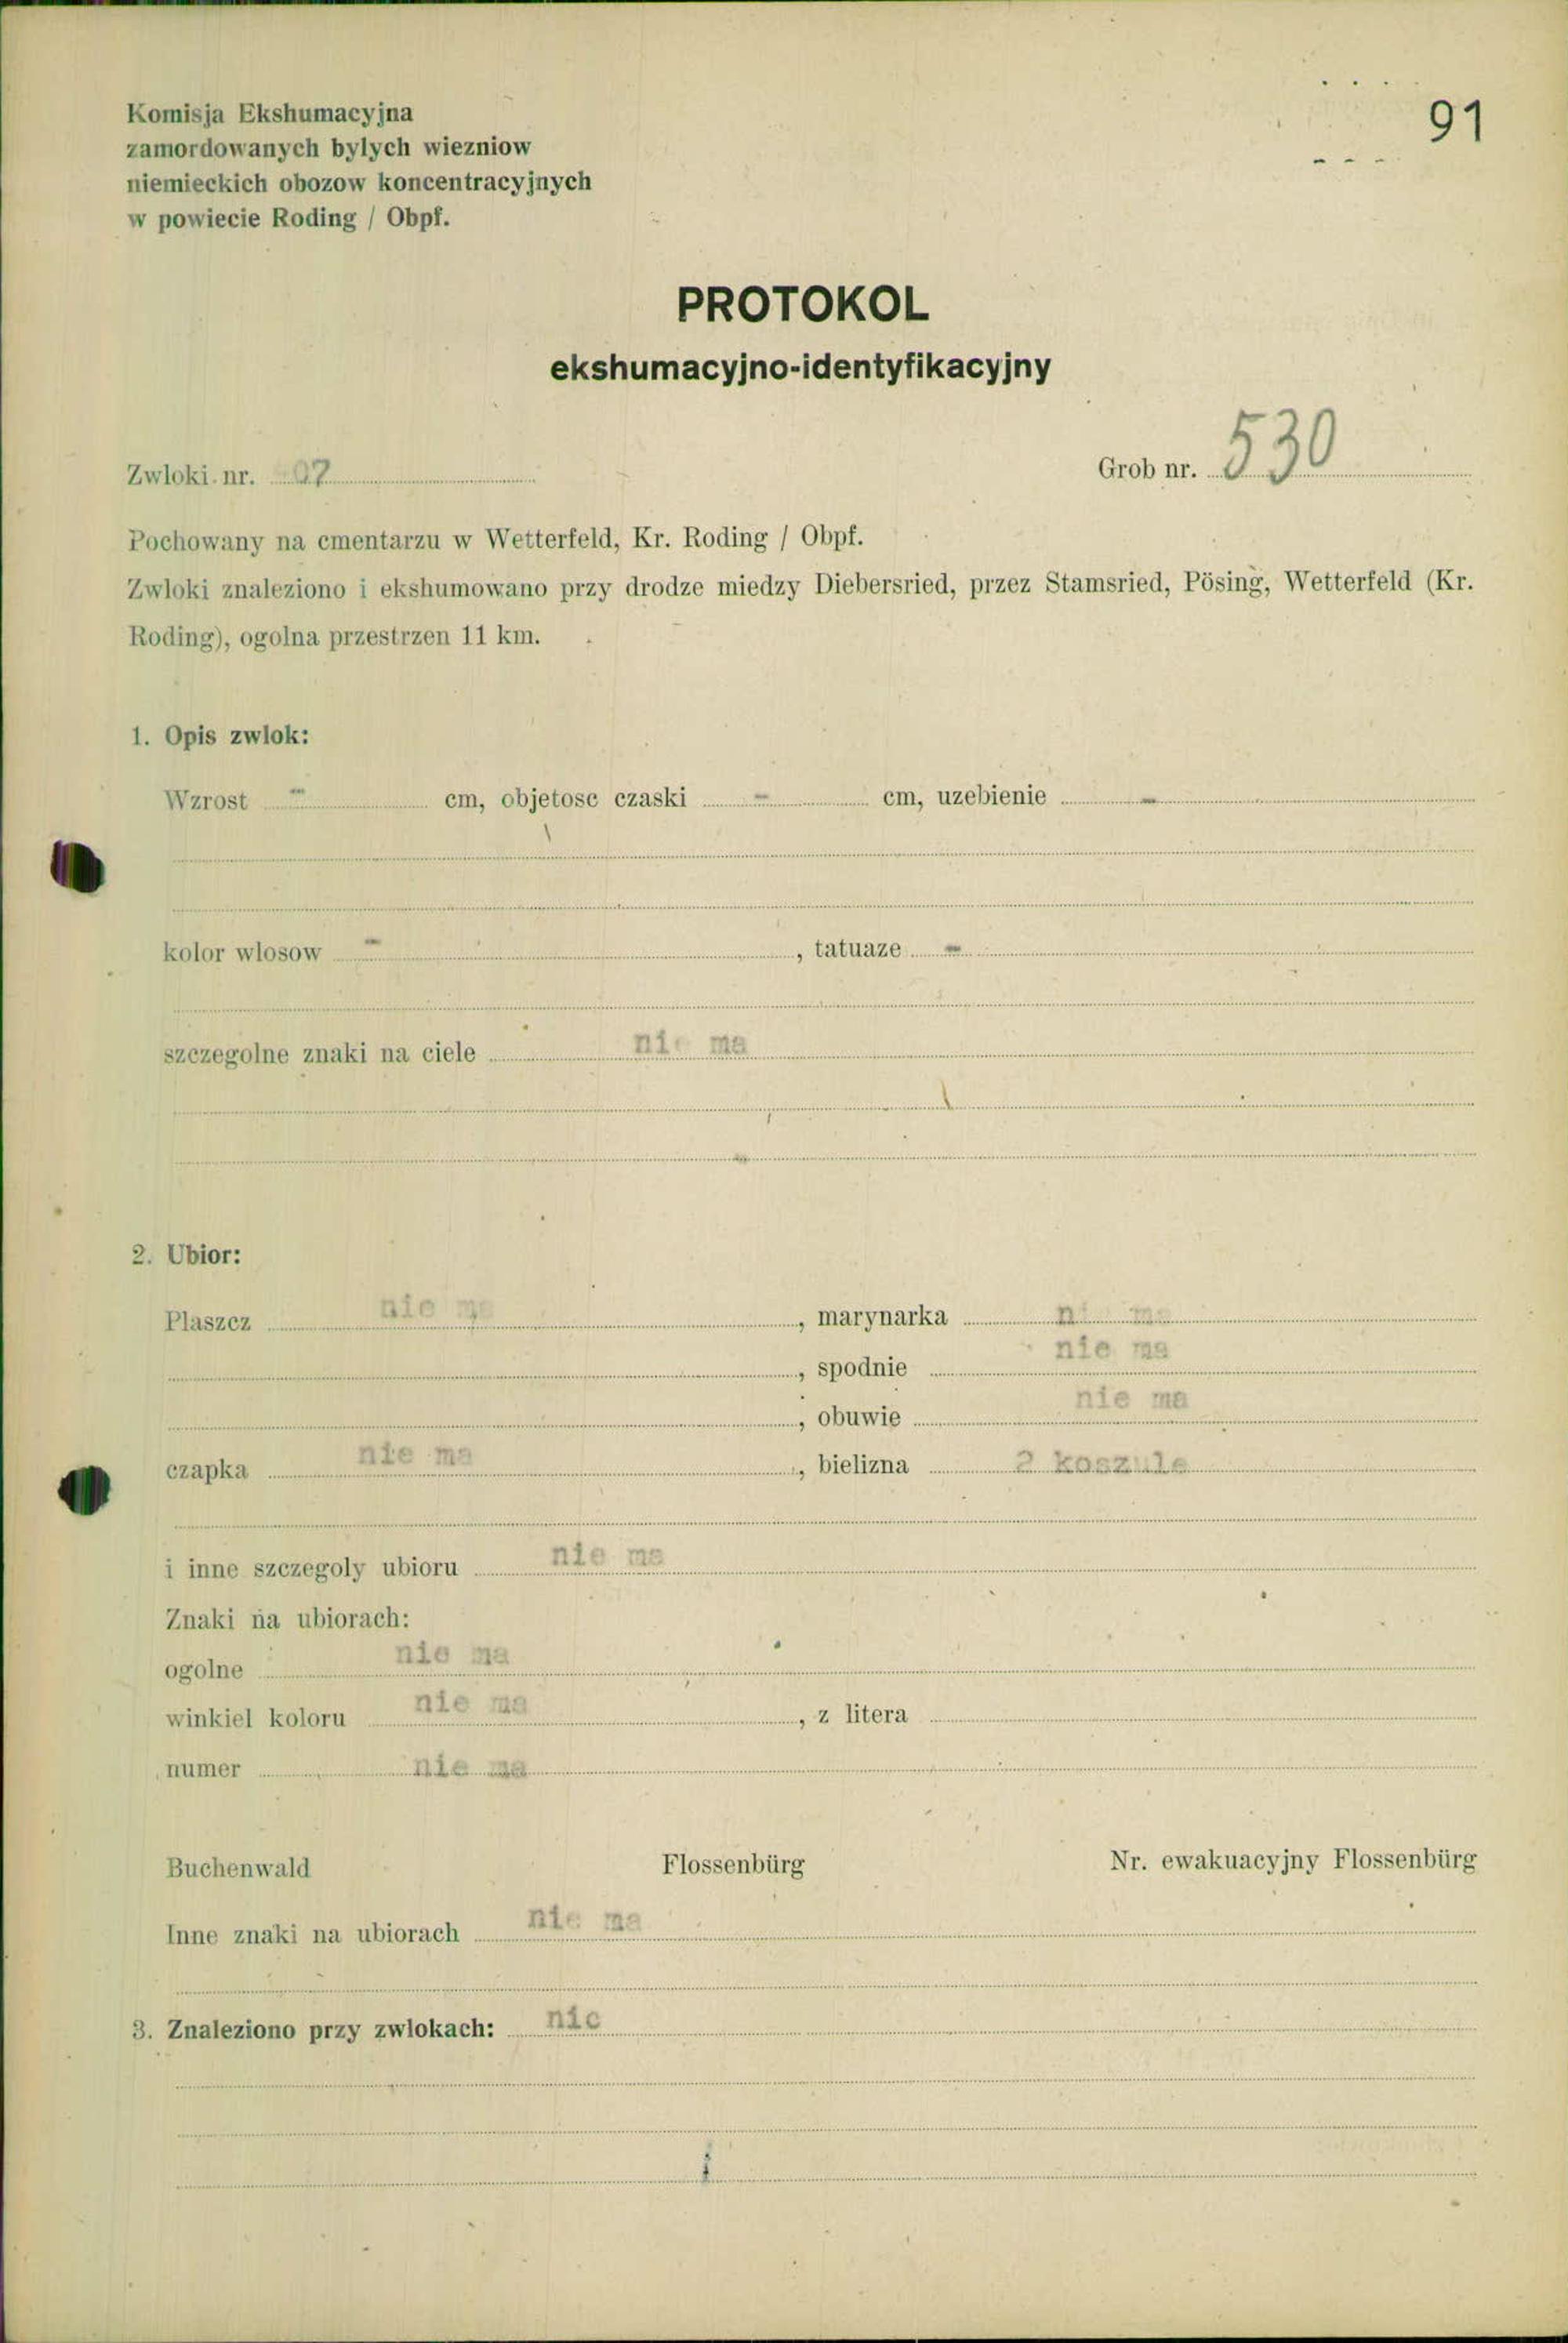 91
Komisja Ekshumacyjna
zamordowanych bylych wiezniow
niemieckich obozow koncentracyjnych
w powiecie Roding / Obpf.
PROTOKOL
ekshumacyjno-identyfikacyjny
Zwloki nr. Grob nr. 530
Pochowany na cmentarzu w Wetterfeld, Kr. Roding / Obpf.
Zwloki znaleziono i ekshumowano przy drodze miedzy Diebersried, przez Stamsried, Pösing, Wetterfeld (Kr.
Roding), ogolna przestrzen 11 km.
1. Opis zwlok:
Wzrost - cm, objetosc czaski - cm, uzebienie -
kolor wlosow - , tatuaze -
szczegolne znaki na ciele nie ma
2. Ubior:
Plaszcz nie ma , marynarka nie ma
, spodnie nie ma
, obuwie nie ma
czapka nie ma , bielizna 2 koszule
i inne szczegoly ubioru nie ma
Znaki na ubiorach:
ogolne nie ma
winkiel koloru nie ma , z litera
numer nie ma
Buchenwald Flossenbürg Nr. ewakuacyjny Flossenbürg
Inne znaki na ubiorach nie ma
3. Znaleziono przy zwlokach: nic